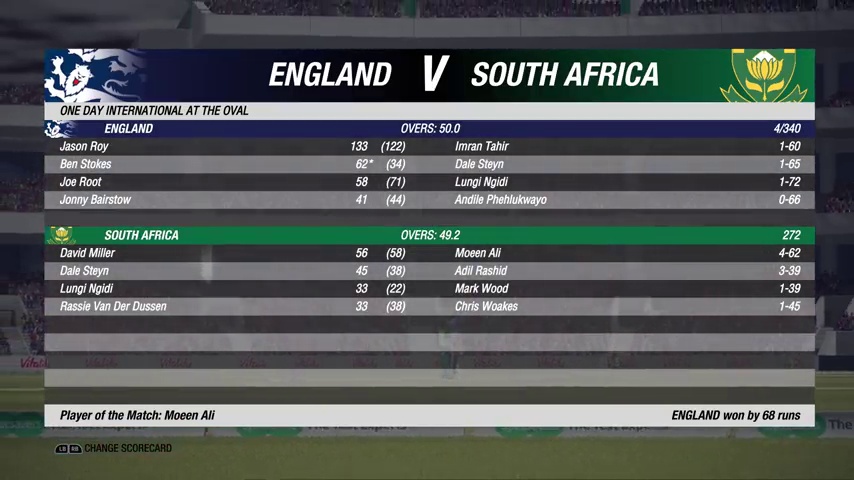 ENGLAND V SOUTH AFRICA
ONE DAY INTERNATIONAL AT THE OVAL
ENGLAND OVERS: 50.0 4/340
Jason Roy 133 (122) Imran Tahir 1-60
Ben Stokes 62* (34) Dale Steyn 1-65
Joe Root 58 (71) Lungi Ngidi 1-72
Jonny Bairstow 41 (44) Andile Phehlukwayo 0-66
SOUTH AFRICA OVERS: 49.2 272
David Miller 56 (58) Moeen Ali 4-62
Dale Steyn 45 (38) Adil Rashid 3-39
Lungi Ngidi 33 (22) Mark Wood 1-39
Rassie Van Der Dussen 33 (38) Chris Woakes 1-45
Player of the Match: Moeen Ali ENGLAND won by 68 runs
LB RB CHANGE SCORECARD